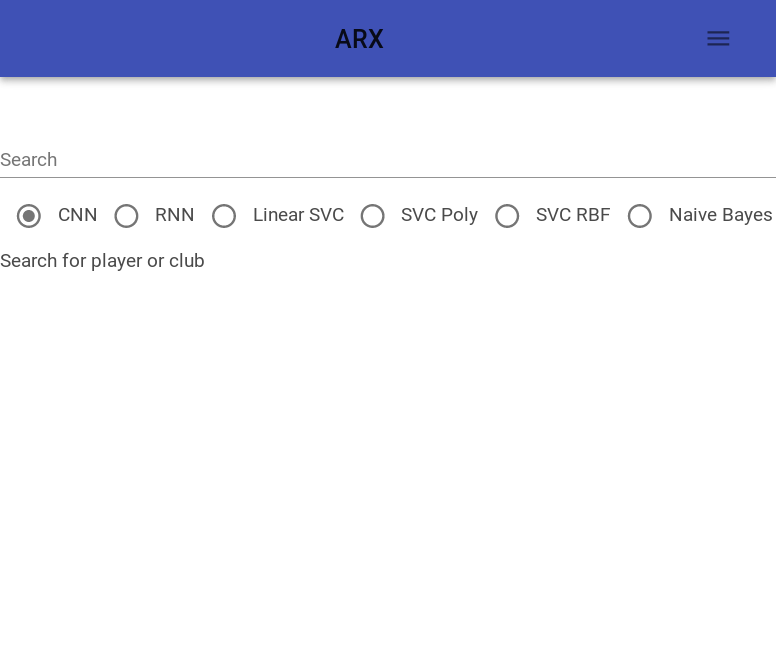 ARX
Search
CNN RNN Linear SVC SVC Poly SVC RBF Naive Bayes
Search for player or club